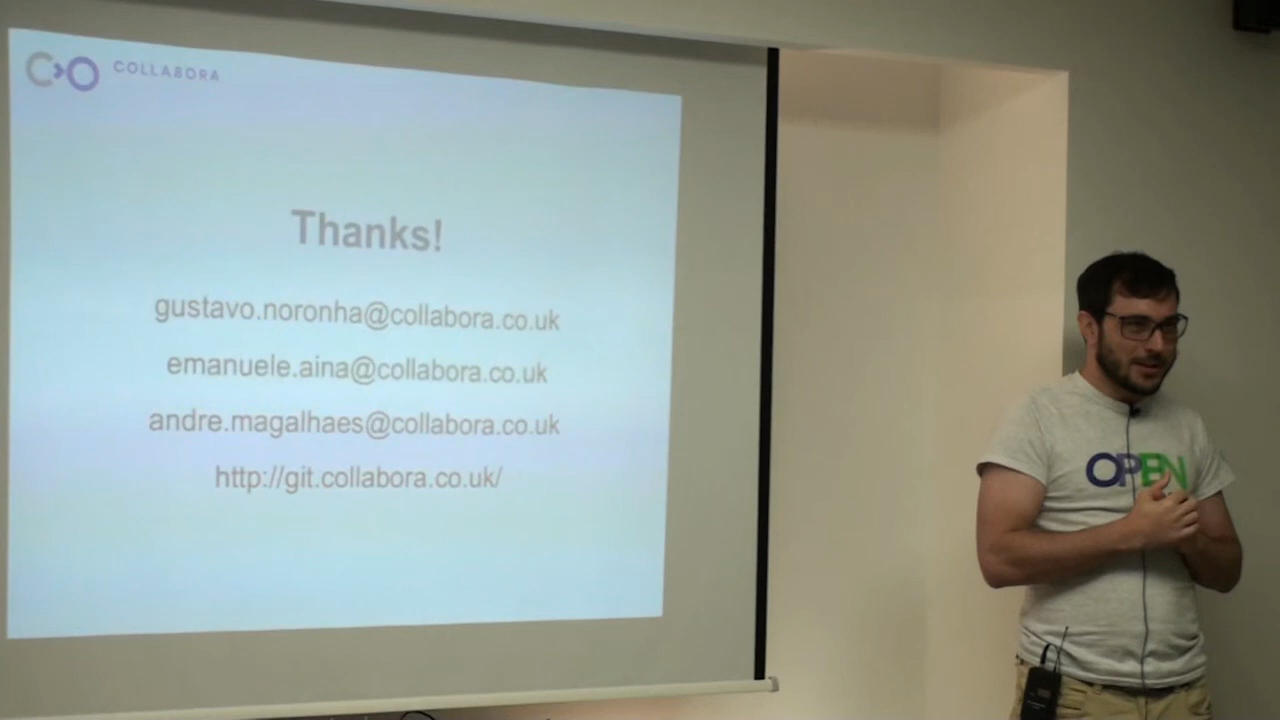 COLLABORA
Thanks!
gustavo.noronha@collabora.co.uk
emanuele.aina@collabora.co.uk
andre.magalhaes@collabora.co.uk
http://git.collabora.co.uk/
OPEN